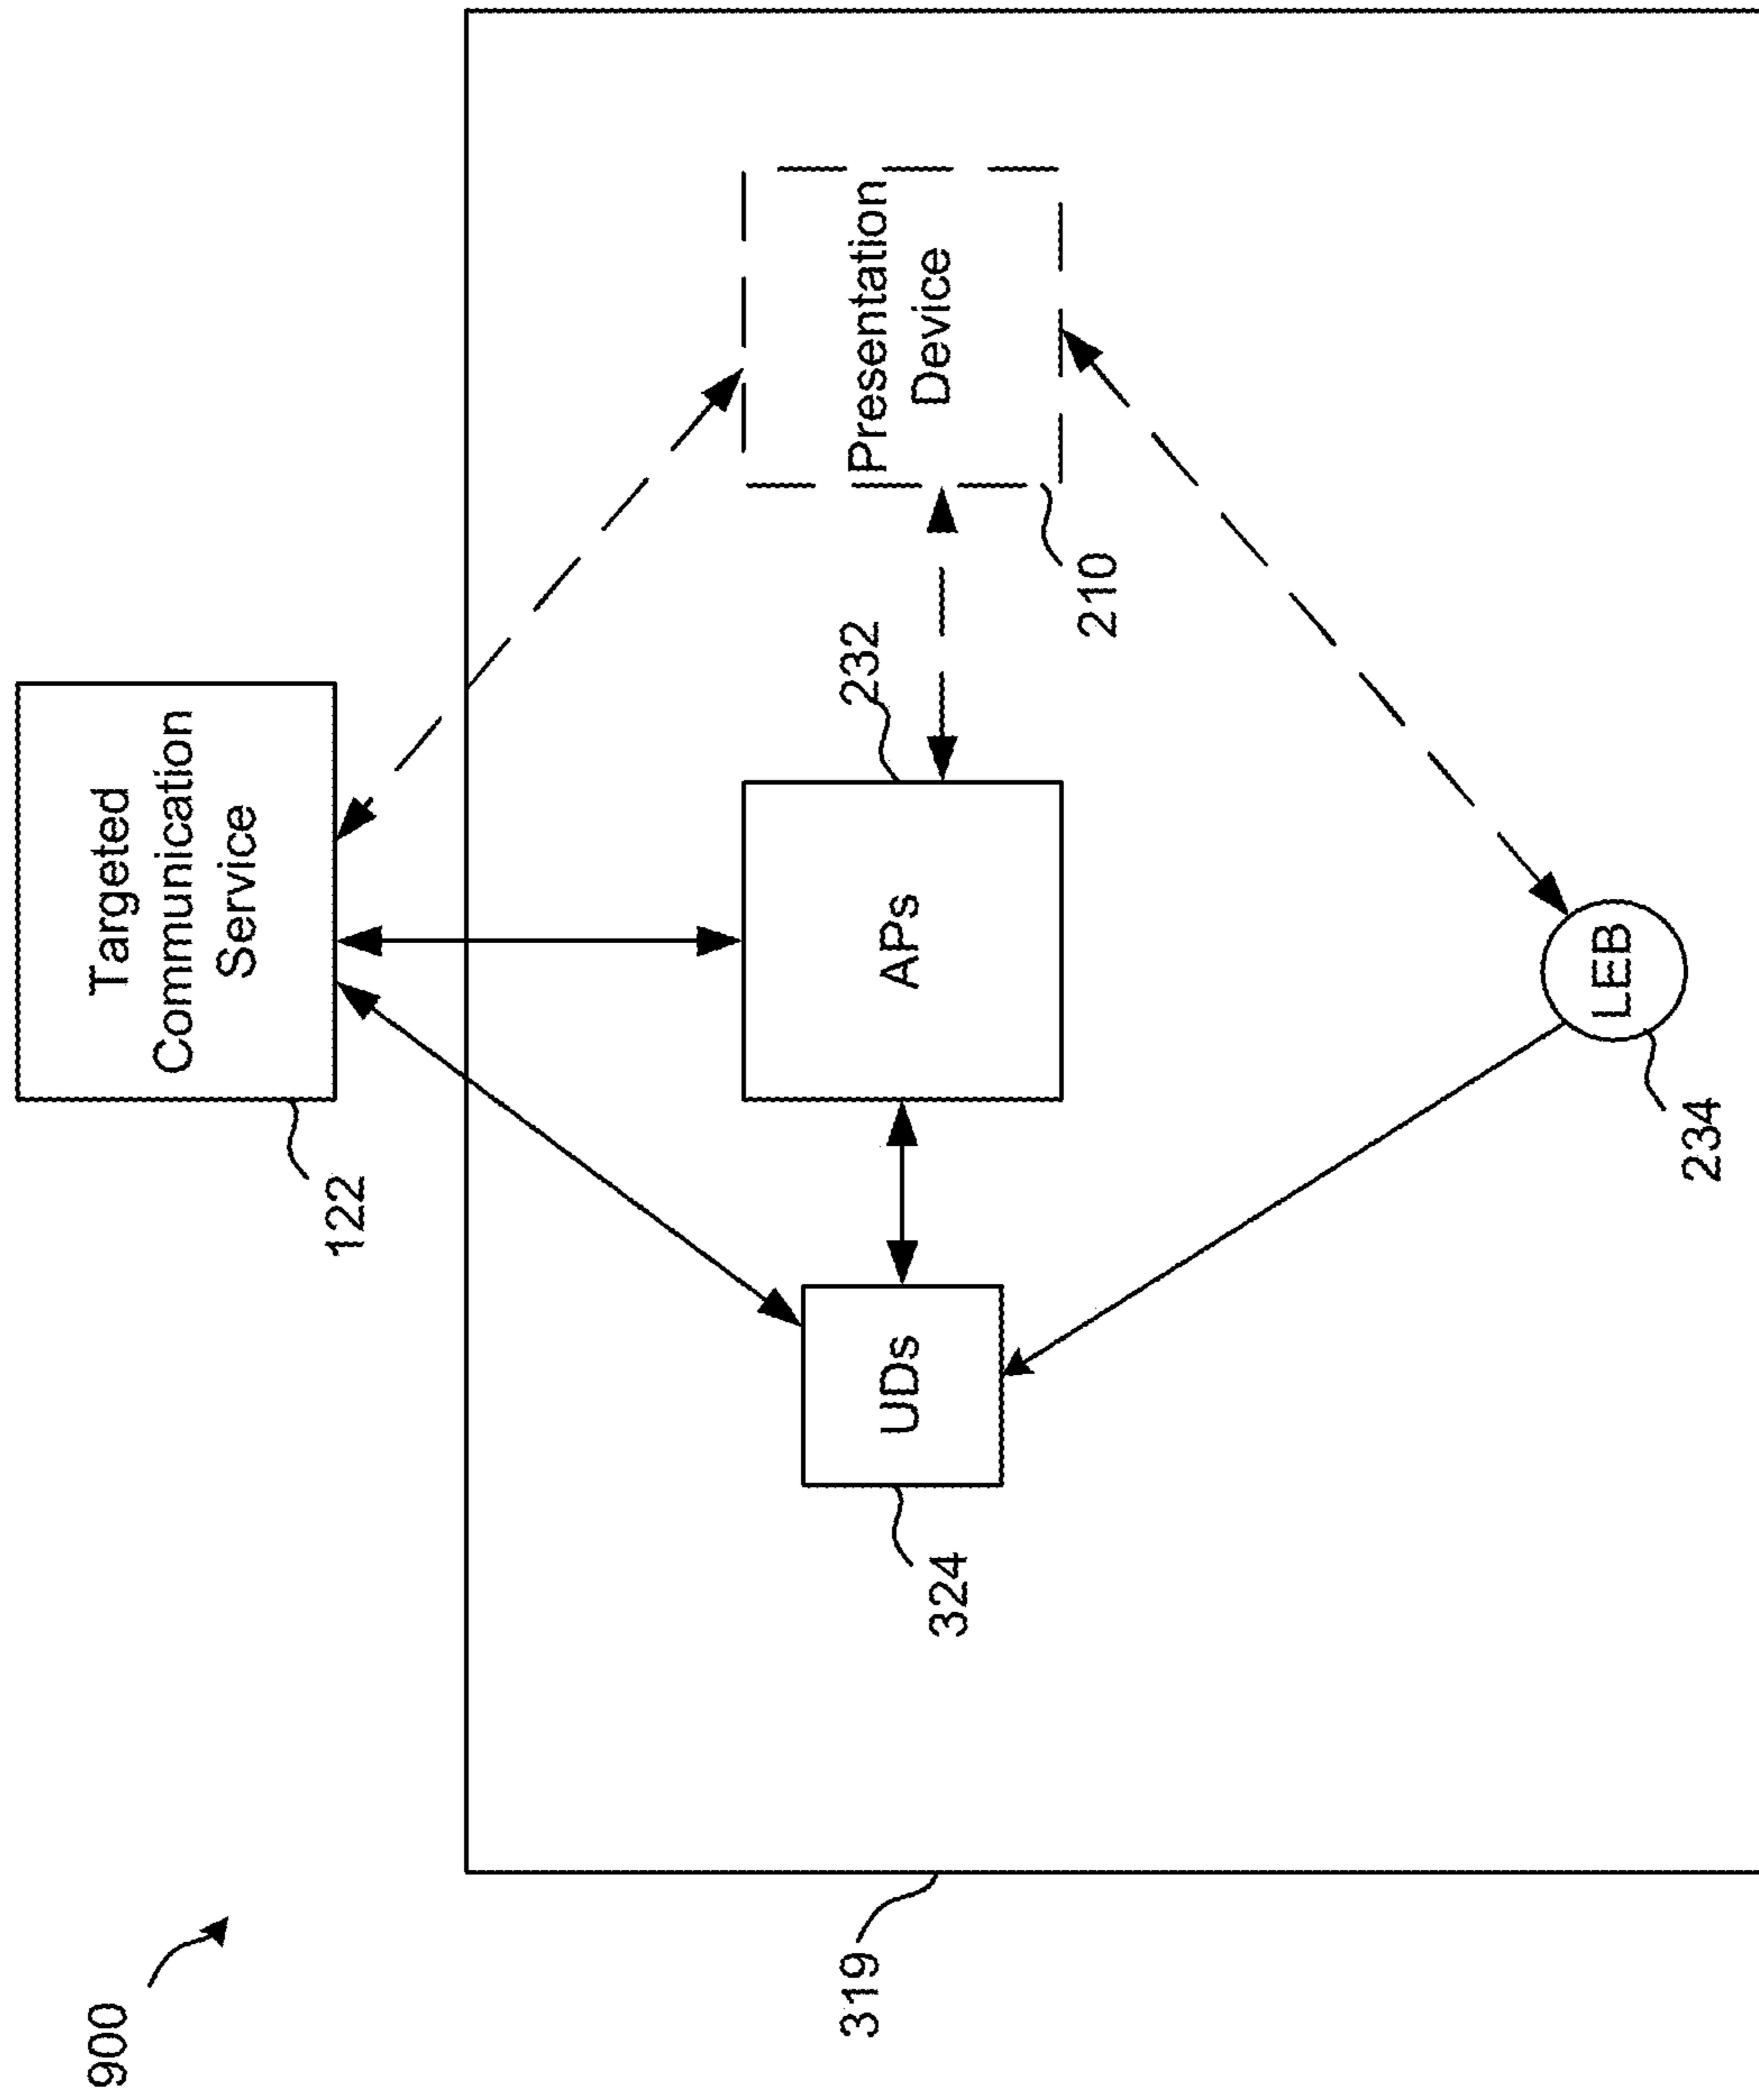 900
Targeted
Communication
Service
122
319
UDs
324
APs
232
Presentation
Device
210
LEB
234